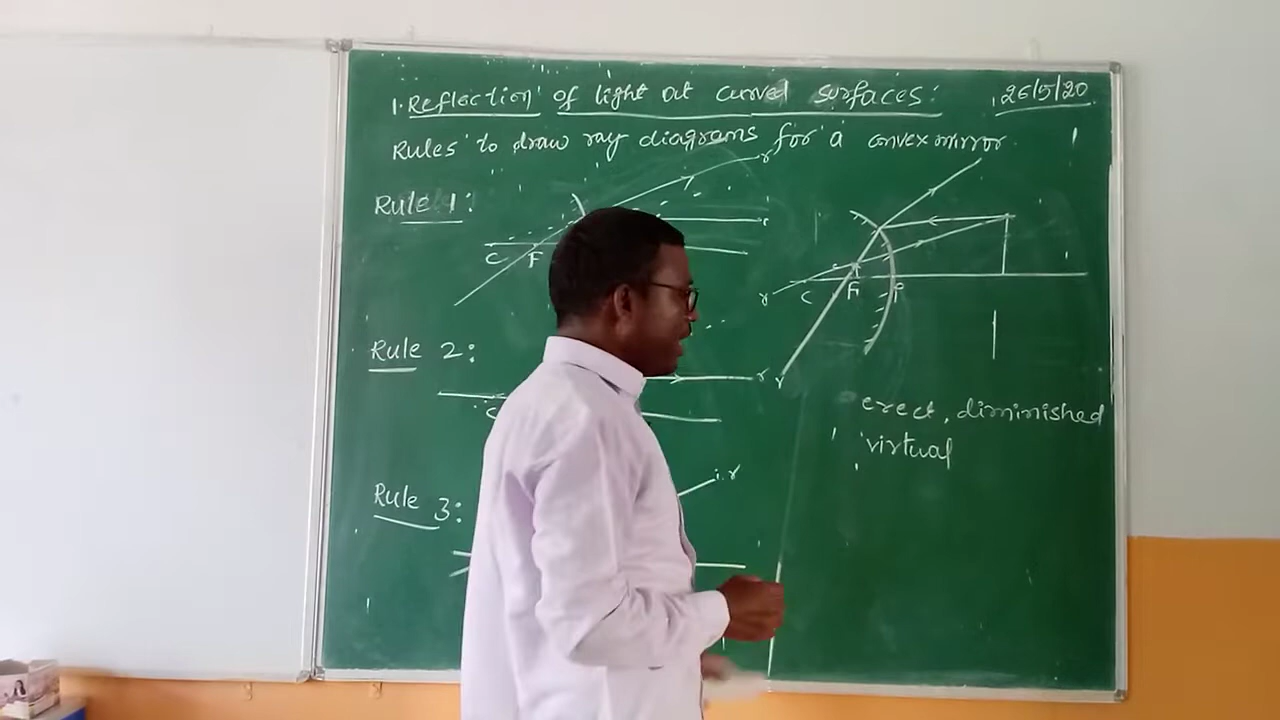 1. Reflection of light at curved surfaces: 26/5/20
Rules to draw ray diagrams for a convex mirror.
Rule 1:
C F
r
r
Rule 2:
C
r
Rule 3:
i.r
C F P
r
r
erect, diminished
virtual